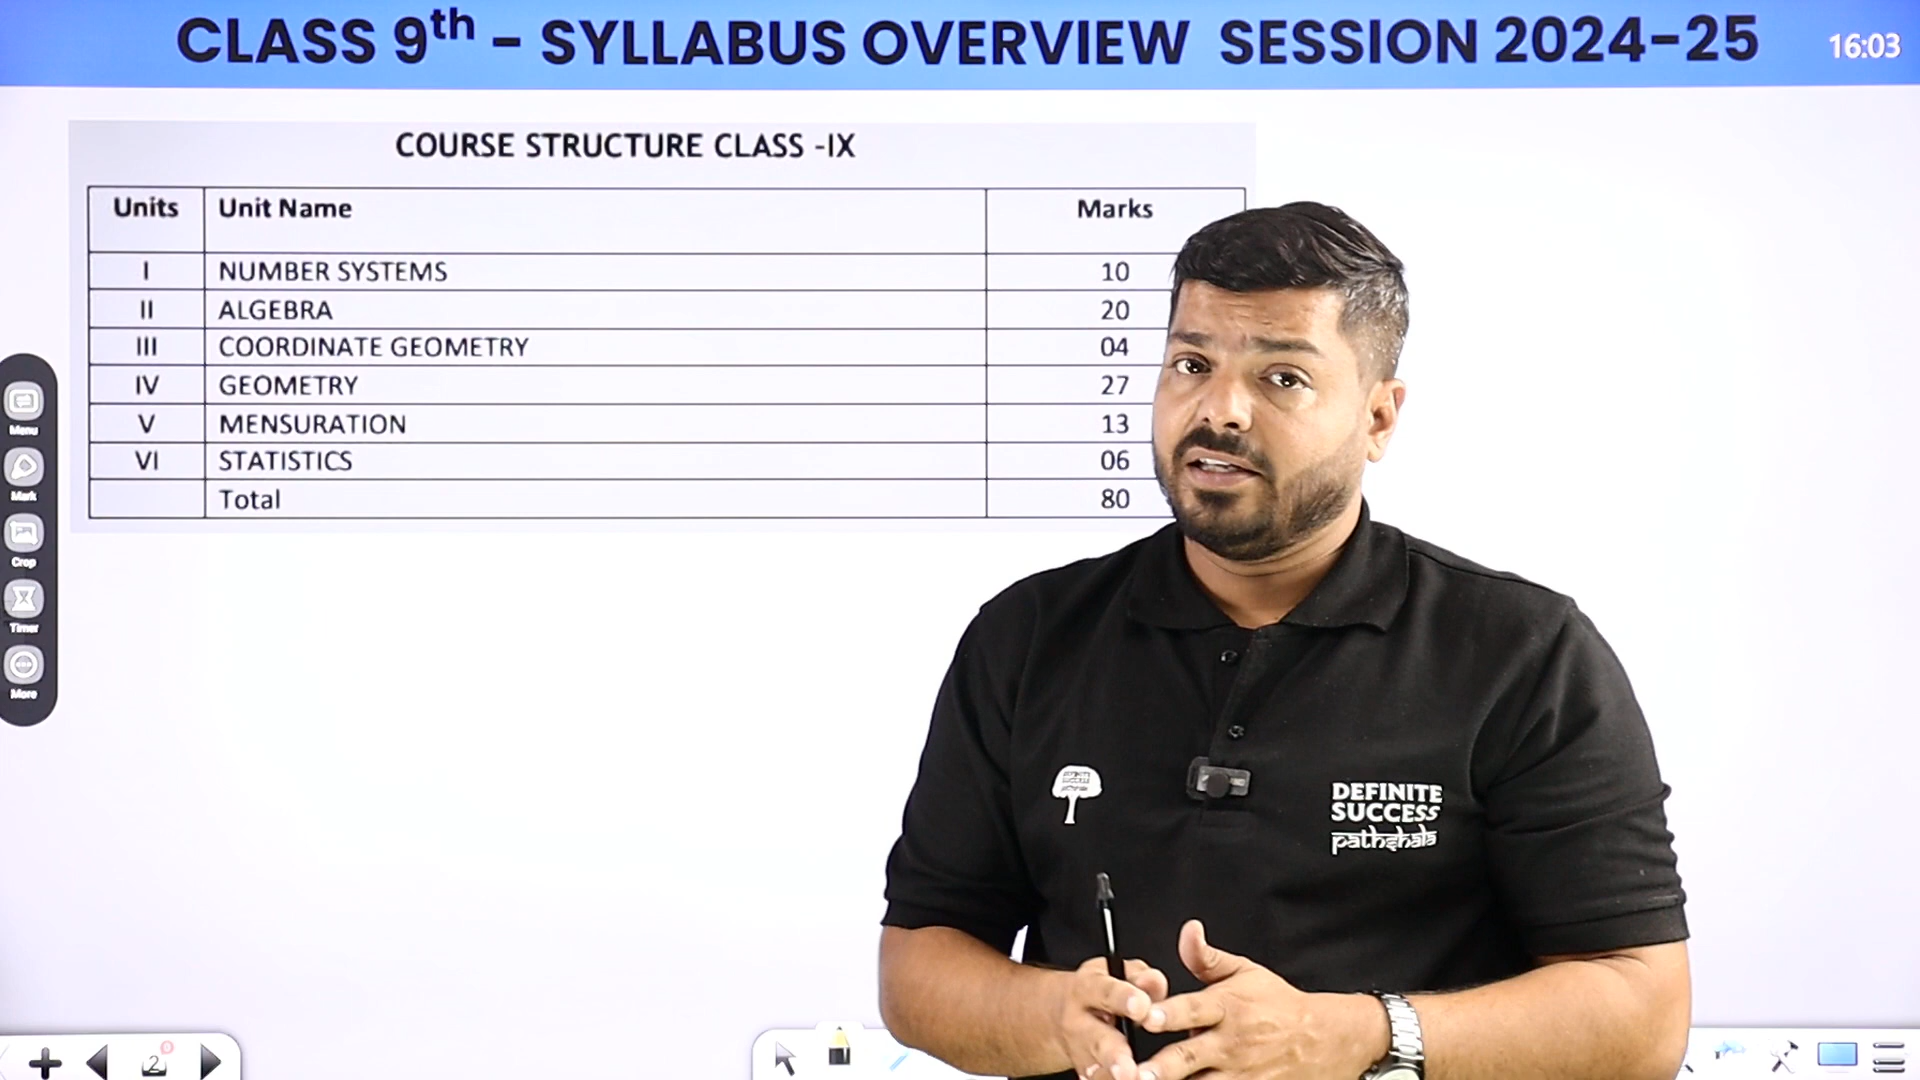 CLASS 9th - SYLLABUS OVERVIEW SESSION 2024-25
16:03
COURSE STRUCTURE CLASS -IX
Units Unit Name Marks
I NUMBER SYSTEMS 10
II ALGEBRA 20
III COORDINATE GEOMETRY 04
IV GEOMETRY 27
V MENSURATION 13
VI STATISTICS 06
Total 80
Menu
Mark
Crop
Timer
More
DEFINITE
SUCCESS
pathshala
2